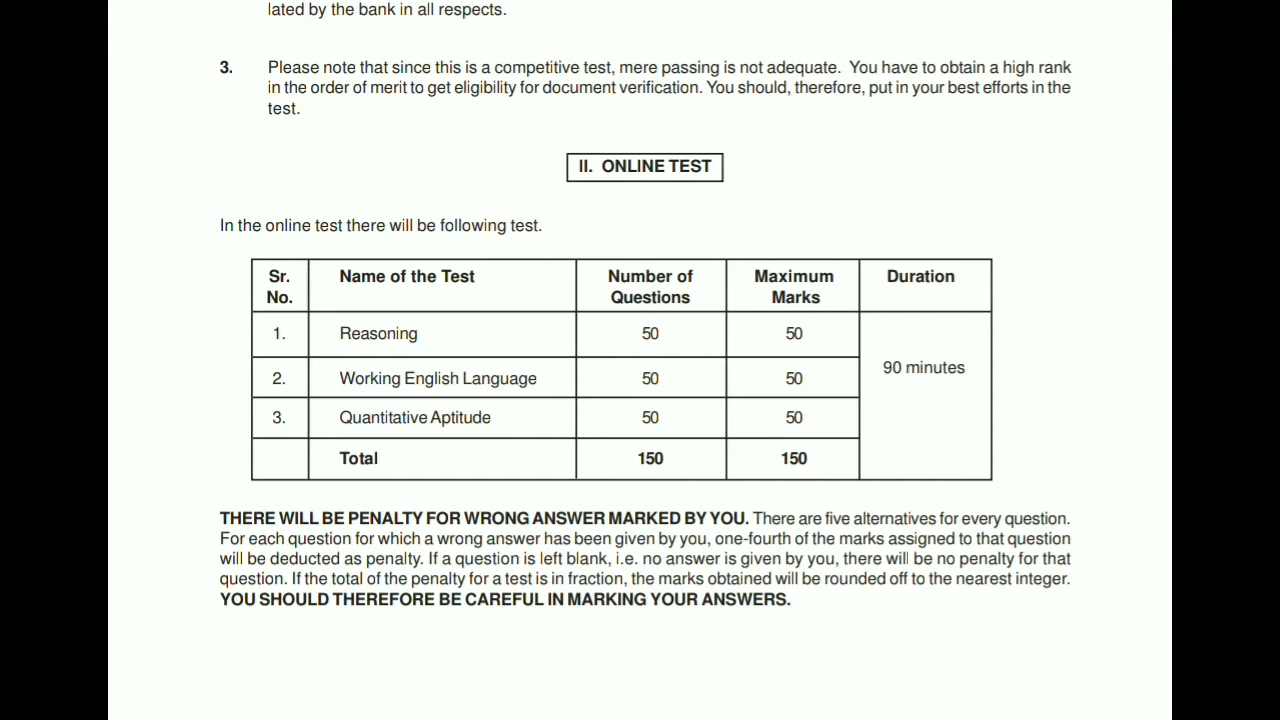 lated by the bank in all respects.
3. Please note that since this is a competitive test, mere passing is not adequate. You have to obtain a high rank
in the order of merit to get eligibility for document verification. You should, therefore, put in your best efforts in the
test.
II. ONLINE TEST
In the online test there will be following test.
Sr. No. Name of the Test Number of Questions Maximum Marks Duration
1. Reasoning 50 50
90 minutes
2. Working English Language 50 50
3. Quantitative Aptitude 50 50
Total 150 150
THERE WILL BE PENALTY FOR WRONG ANSWER MARKED BY YOU. There are five alternatives for every question.
For each question for which a wrong answer has been given by you, one-fourth of the marks assigned to that question
will be deducted as penalty. If a question is left blank, i.e. no answer is given by you, there will be no penalty for that
question. If the total of the penalty for a test is in fraction, the marks obtained will be rounded off to the nearest integer.
YOU SHOULD THEREFORE BE CAREFUL IN MARKING YOUR ANSWERS.